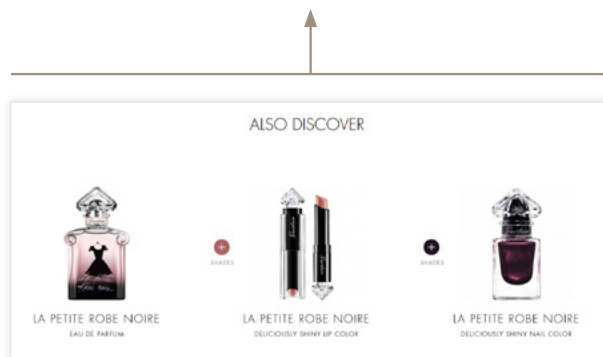 ALSO DISCOVER
SHADES
SHADES
LA PETITE ROBE NOIRE
EAU DE PARFUM
LA PETITE ROBE NOIRE
DELICIOUSLY SHINY LIP COLOR
LA PETITE ROBE NOIRE
DELICIOUSLY SHINY NAIL COLOR